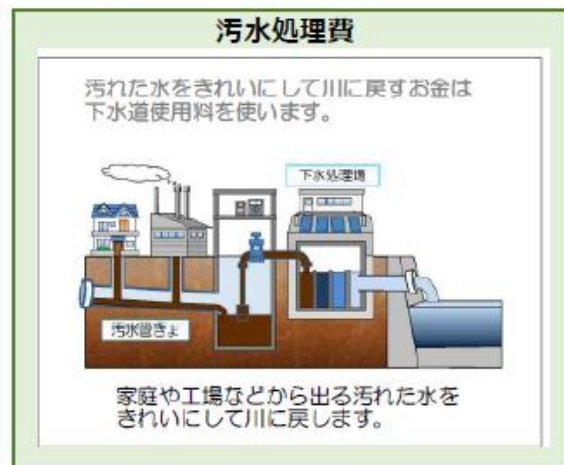 汚水処理費
汚れた水をきれいにして川に戻すお金は
下水道使用料を使います。
下水処理場
汚水管きょ
家庭や工場などから出る汚れた水を
きれいにして川に戻します。